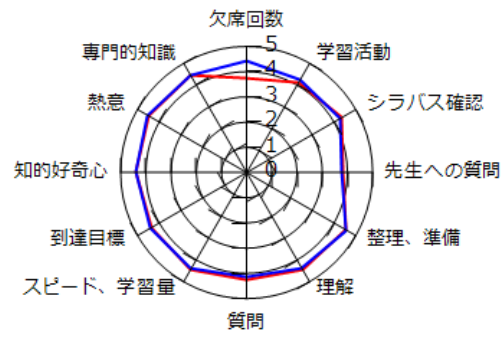 欠席回数
学習活動
シラバス確認
先生への質問
整理、準備
理解
質問
スピード、学習量
到達目標
知的好奇心
熱意
専門的知識
5
4
3
2
1
0